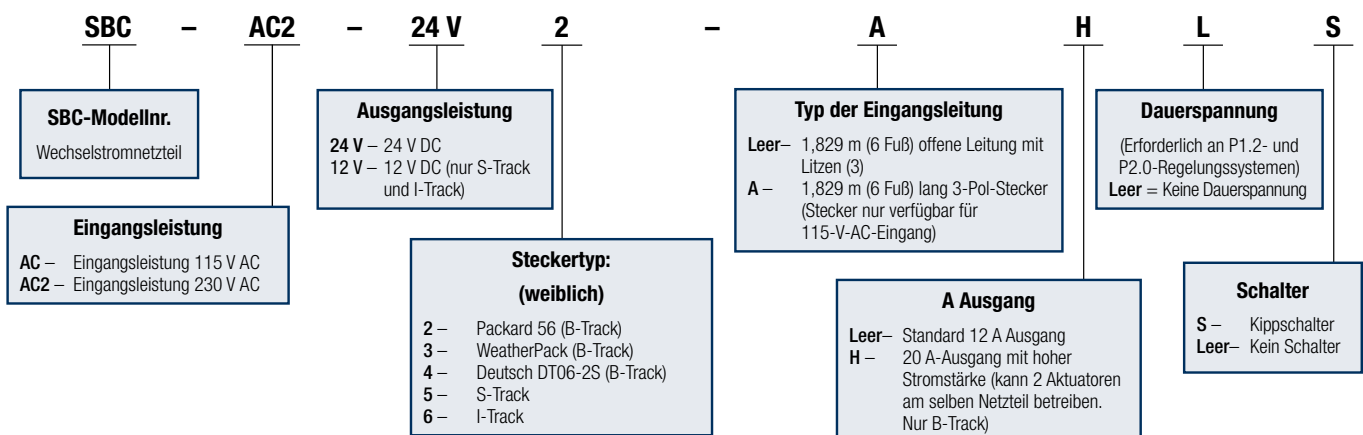 SBC – AC2 – 24 V 2 – A H L S
SBC-Modellnr.
Wechselstromnetzteil
Eingangsleistung
AC – Eingangsleistung 115 V AC
AC2 – Eingangsleistung 230 V AC
Ausgangsleistung
24 V – 24 V DC
12 V – 12 V DC (nur S-Track
und I-Track)
Steckertyp:
(weiblich)
2 – Packard 56 (B-Track)
3 – WeatherPack (B-Track)
4 – Deutsch DT06-2S (B-Track)
5 – S-Track
6 – I-Track
Typ der Eingangsleitung
Leer– 1,829 m (6 Fuß) offene Leitung mit
Litzen (3)
A – 1,829 m (6 Fuß) lang 3-Pol-Stecker
(Stecker nur verfügbar für
115-V-AC-Eingang)
A Ausgang
Leer– Standard 12 A Ausgang
H – 20 A-Ausgang mit hoher
Stromstärke (kann 2 Aktuatoren
am selben Netzteil betreiben.
Nur B-Track)
Dauerspannung
(Erforderlich an P1.2- und
P2.0-Regelungssystemen)
Leer = Keine Dauerspannung
Schalter
S – Kippschalter
Leer– Kein Schalter